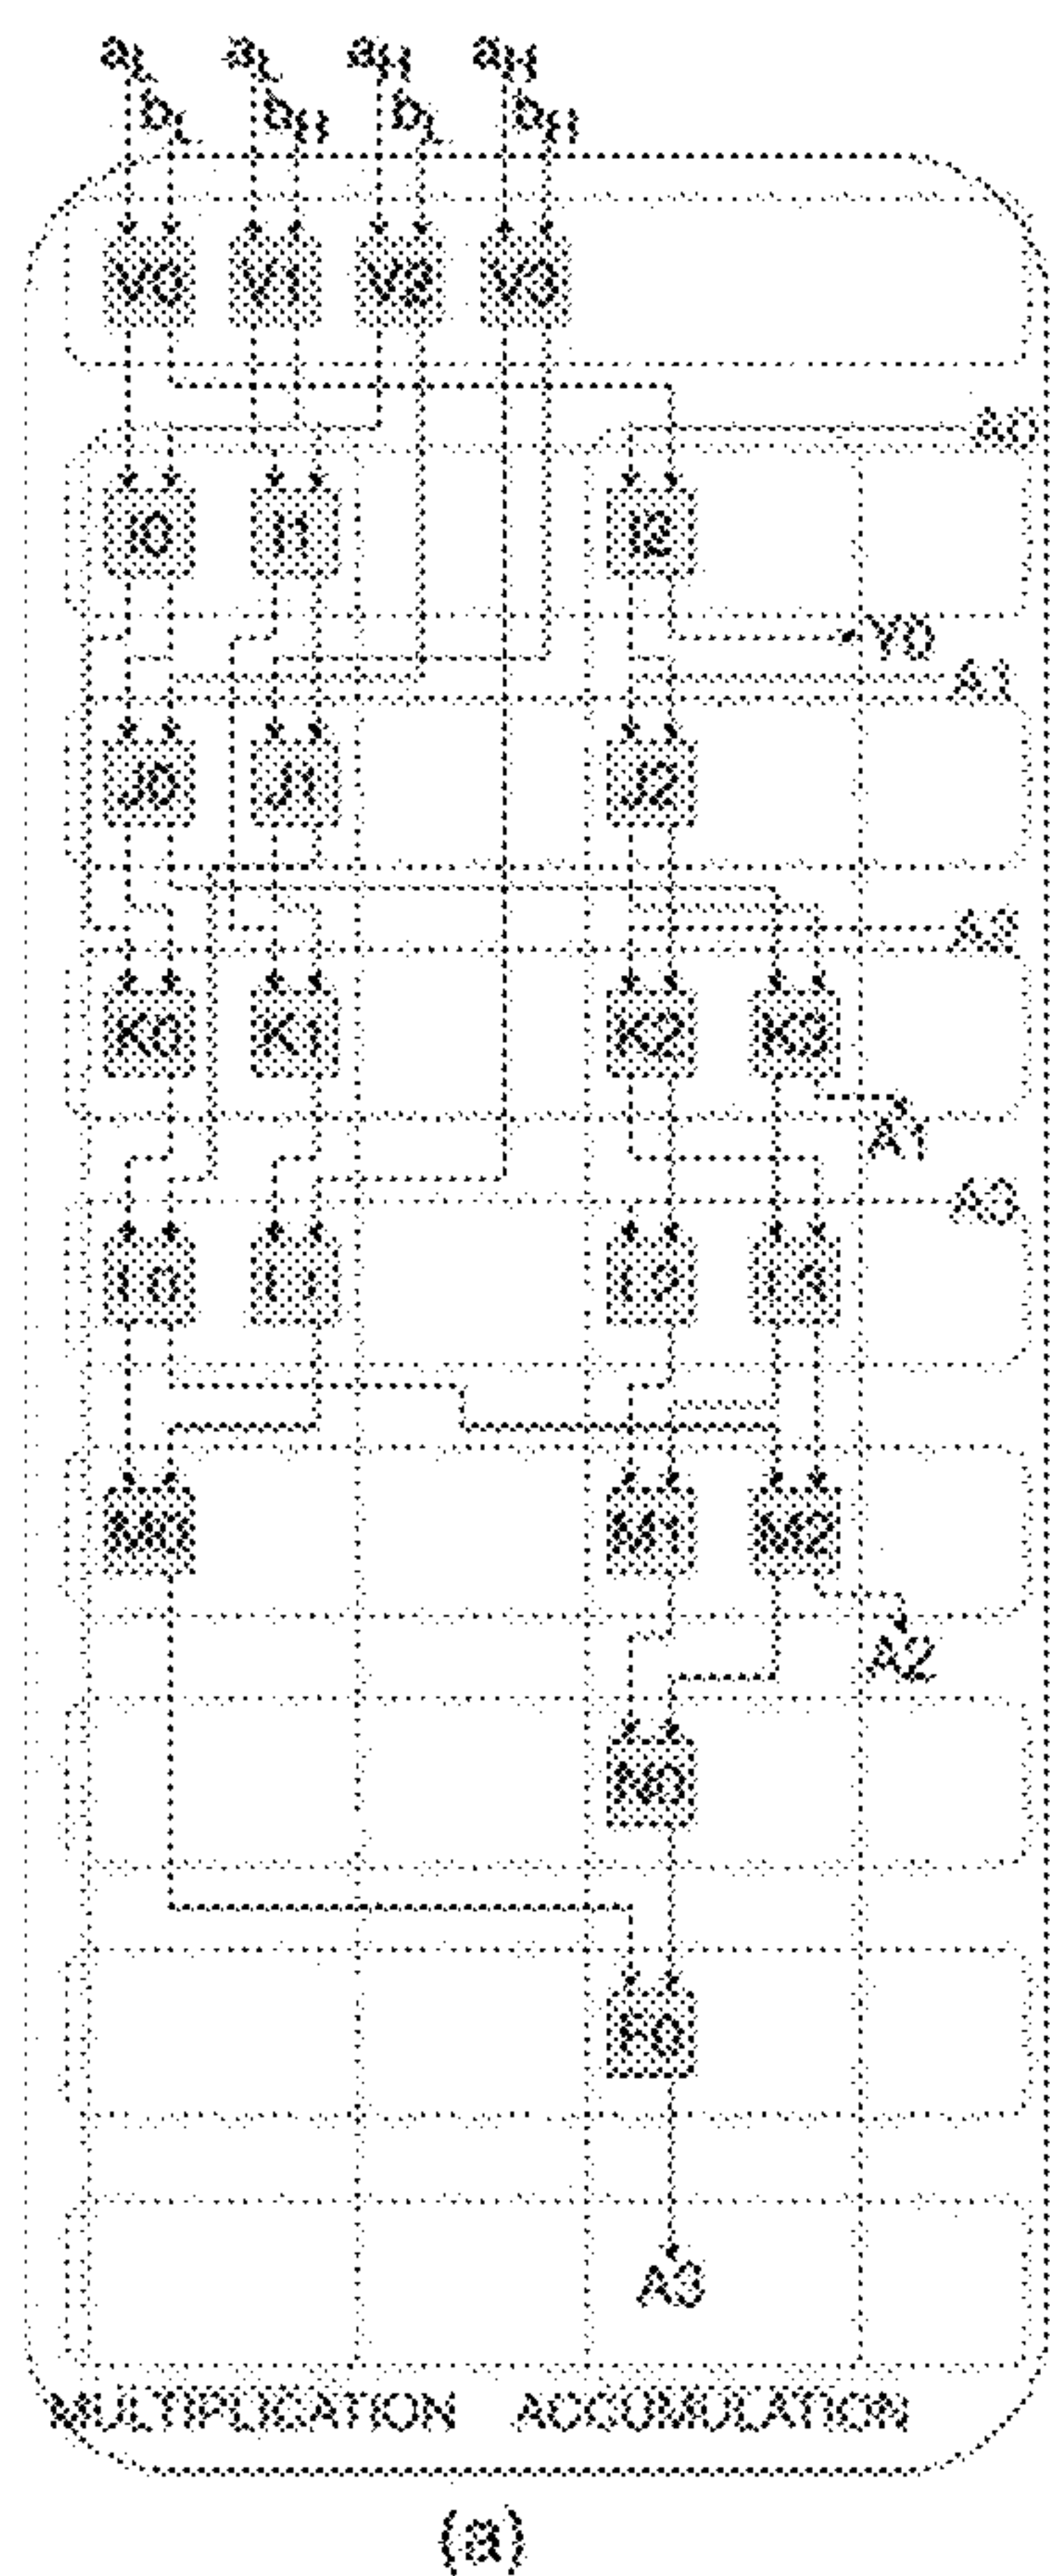 aL aL aH aH
bL bH bL bH
V0 V1 V2 V3
A0
I0 I1 I2
Y0
A1
J0 J1 J2
A2
K0 K1 K2 K3
A1
A3
L0 L1 L2 L3
M0 M1 M2
A2
N0
A3
MULTIPLICATION ACCUMULATION
(a)